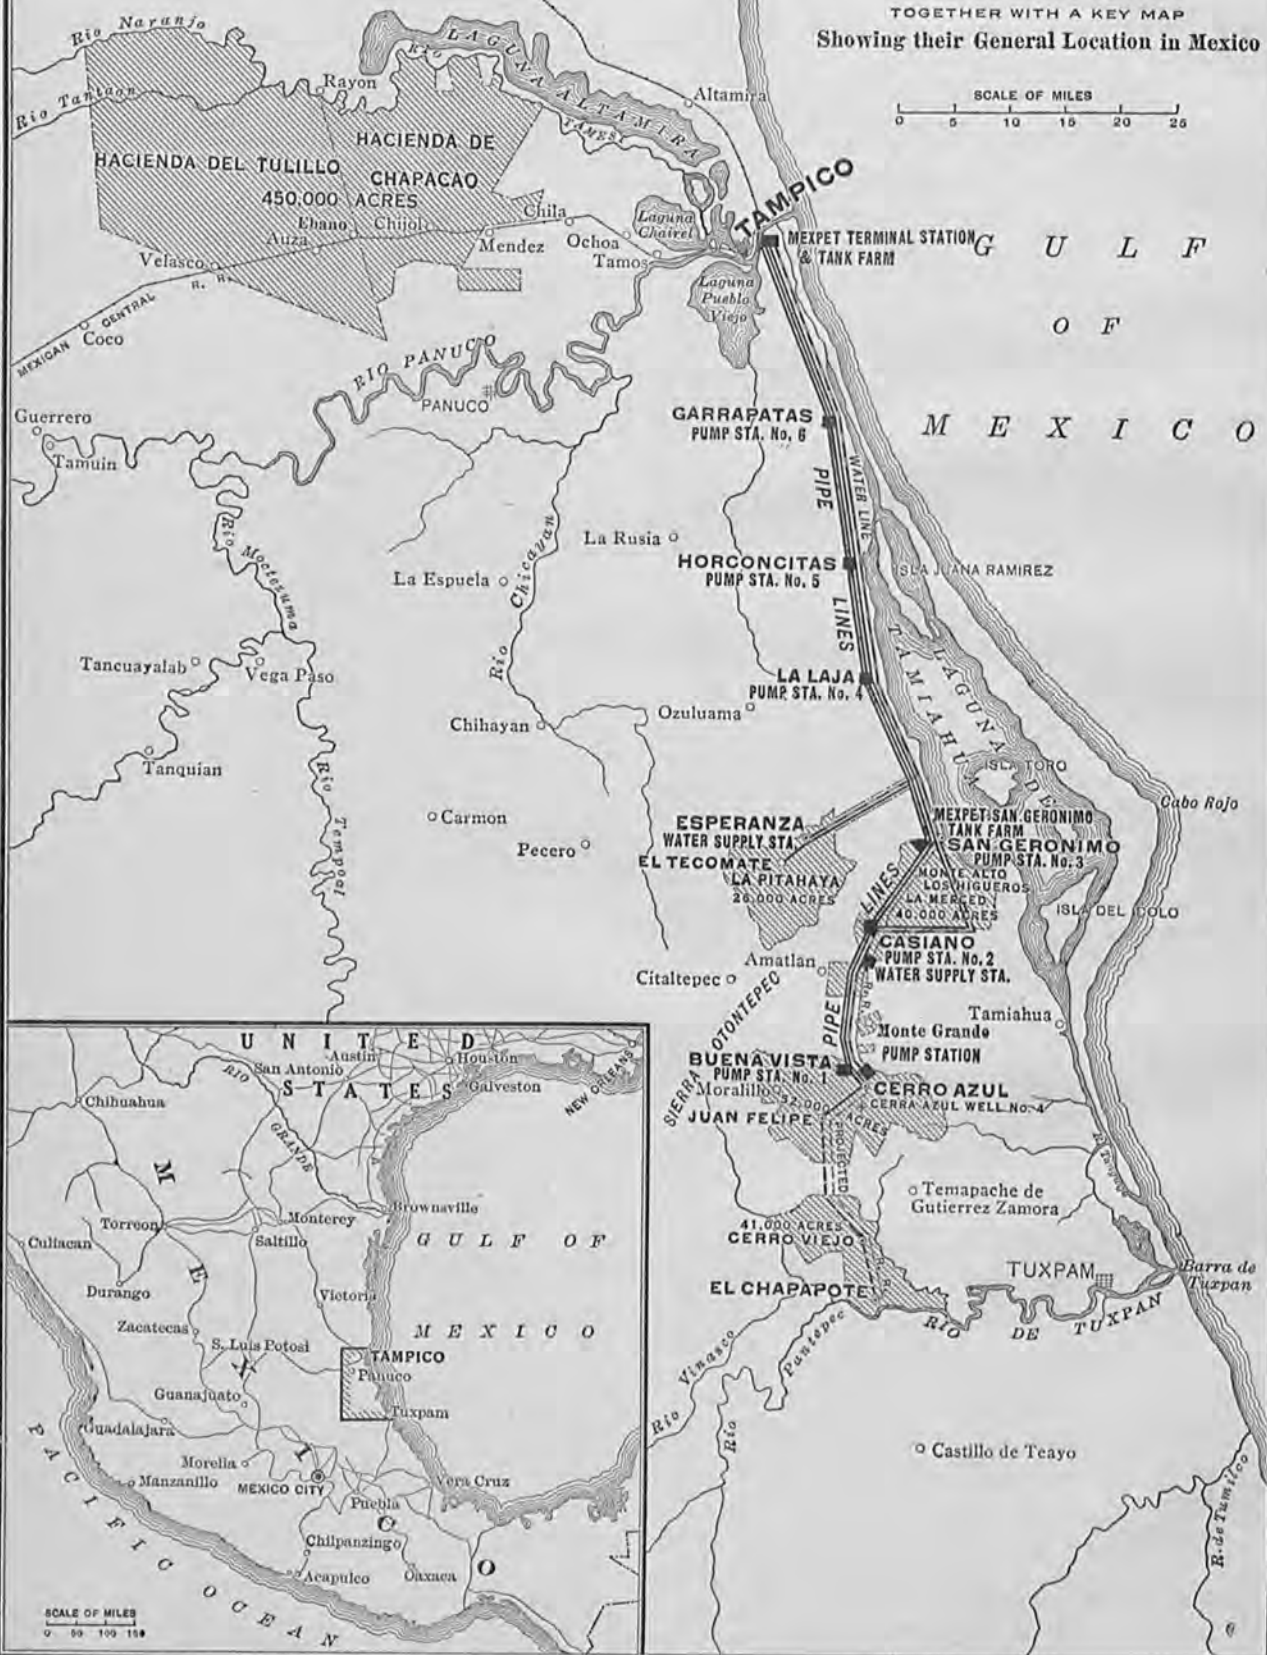 TOGETHER WITH A KEY MAP
Showing their General Location in Mexico
SCALE OF MILES
0 5 10 15 20 25
Rio Naranjo
Rio Tantoan
Rayon
LAGUNA ALTAMIRA
RIO
TAMES
Altamira
HACIENDA DE
CHAPACAO
HACIENDA DEL TULILLO
450,000 ACRES
Ebano
Chijol
Chila
Auza
Mendez
Ochoa
Tamos
Velasco
Laguna
Chairel
TAMPICO
MEXPET TERMINAL STATION
& TANK FARM
Laguna
Pueblo
Viejo
MEXICAN CENTRAL R. R.
Coco
GULF
OF
MEXICO
RIO PANUCO
PANUCO
Guerrero
Tamuin
GARRAPATAS
PUMP STA. No. 6
PIPE
WATER LINE
Rio Moctesuma
La Rusia
La Espuela
Rio Chicavan
HORCONCITAS
PUMP STA. No. 5
ISLA JUANA RAMIREZ
LINES
Tancuayalab
Vega Paso
LA LAJA
PUMP STA. No. 4
LAGUNA DE
TAMIAHUA
Chihayan
Ozuluama
Tanquian
Rio Tempoal
ISLA TORO
Cabo Rojo
Carmon
Pecero
ESPERANZA
WATER SUPPLY STA.
EL TECOMATE
LA PITAHAYA
26,000 ACRES
MEXPET SAN GERONIMO
TANK FARM
SAN GERONIMO
PUMP STA. No. 3
MONTE ALTO
LOS HIGUEROS
LA MERCED
40,000 ACRES
LINES
ISLA DEL IDOLO
CASIANO
PUMP STA. No. 2
WATER SUPPLY STA.
Amatlan
Citaltepec
SIERRA OTONTEPEC
Tamiahua
PIPE
R. R.
Monte Grande
PUMP STATION
BUENA VISTA
PUMP STA. No. 1
Moralillo
JUAN FELIPE
ACRES
CERRO AZUL
CERRA AZUL WELL No. 4
PROJECTED
R. R.
Temapache de
Gutierrez Zamora
41,000 ACRES
CERRO VIEJO
EL CHAPAPOTE
TUXPAM
Barra de
Tuxpan
RIO DE TUXPAN
Rio Vinasco
Rio Pantepec
Castillo de Teayo
R. de Tumilco
UNITED
STATES
Austin
San Antonio
Houston
Galveston
NEW ORLEANS
RIO GRANDE
Chihuahua
MEXICO
Torreon
Monterey
Saltillo
Brownsville
Culiacan
GULF OF
MEXICO
Durango
Victoria
Zacatecas
S. Luis Potosi
TAMPICO
Panuco
Tuxpam
Guanajuato
Guadalajara
Morelia
Manzanillo
MEXICO CITY
Vera Cruz
Puebla
Chilpanzingo
Acapulco
Oaxaca
PACIFIC OCEAN
SCALE OF MILES
0 50 100 150